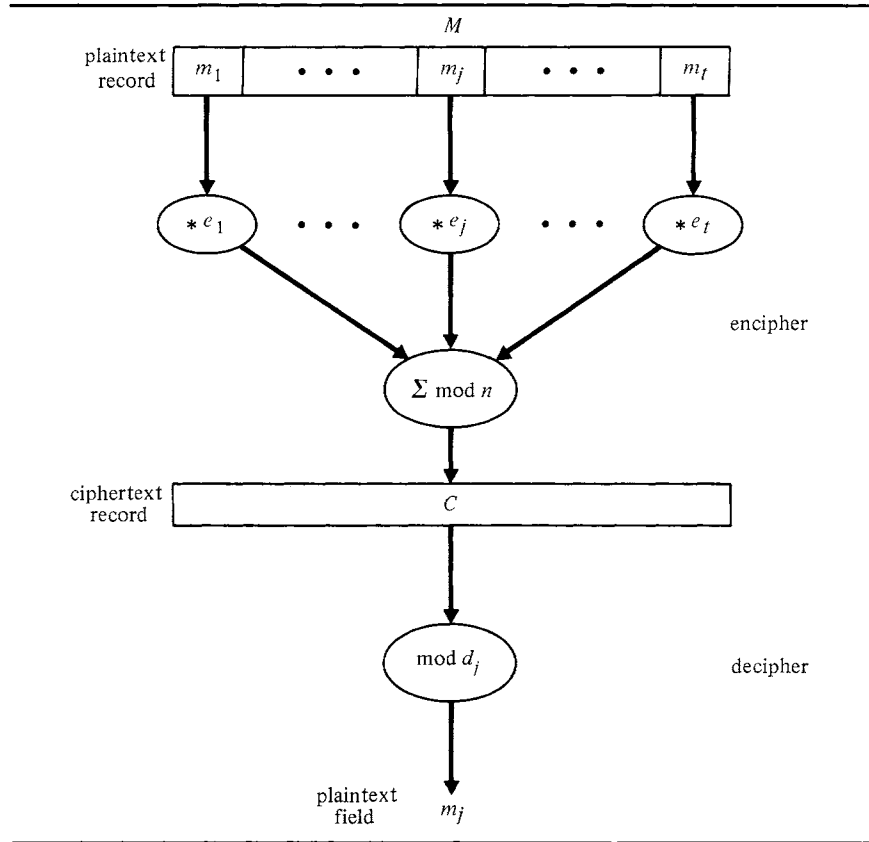 M
plaintext
record
m₁ • • • mⱼ • • • mₜ
* e₁ • • • * eⱼ • • • * eₜ
encipher
Σ mod n
ciphertext
record
C
mod dⱼ
decipher
plaintext
field
mⱼ